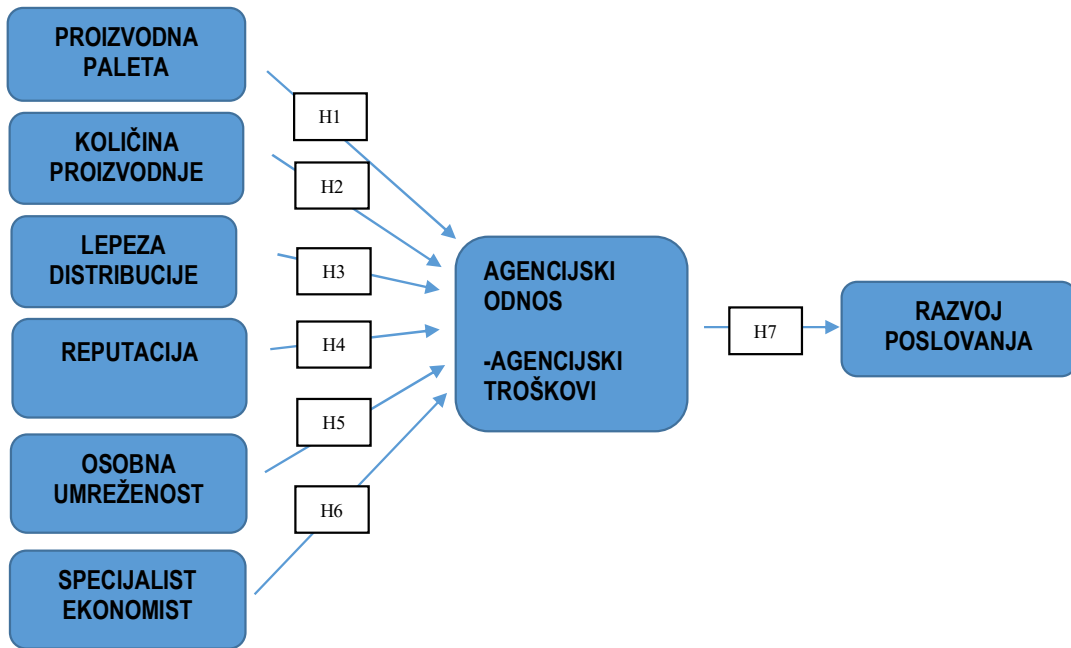 PROIZVODNA
PALETA
H1
KOLIČINA
PROIZVODNJE
H2
LEPEZA
DISTRIBUCIJE
H3
REPUTACIJA
H4
OSOBNA
UMREŽENOST
H5
SPECIJALIST
EKONOMIST
H6
AGENCIJSKI
ODNOS
-AGENCIJSKI
TROŠKOVI
H7
RAZVOJ
POSLOVANJA